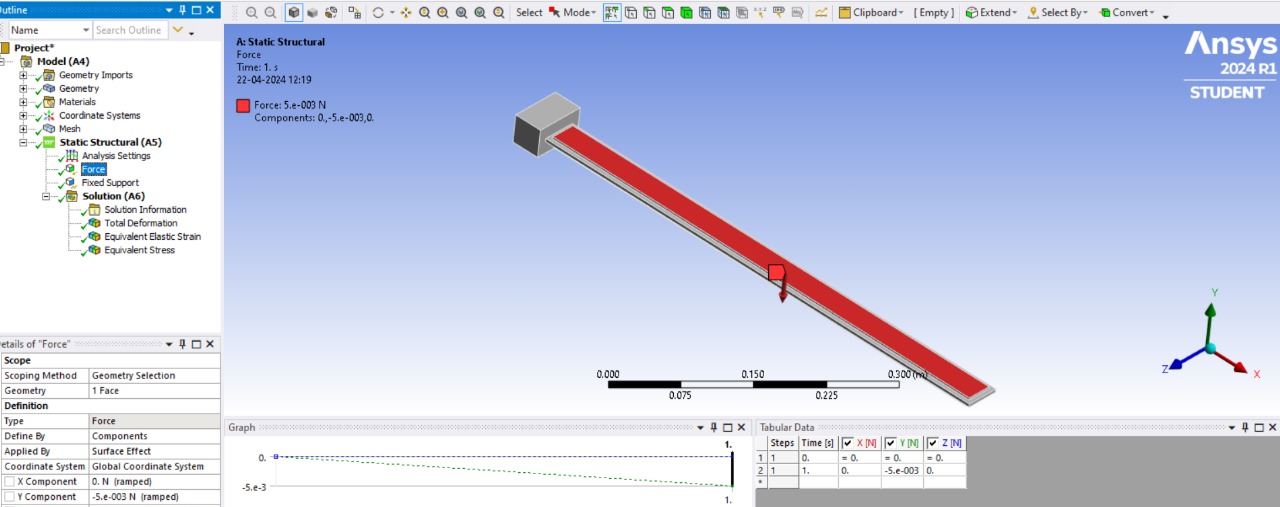 Outline
Name
Search Outline
Project*
Model (A4)
Geometry Imports
Geometry
Materials
Coordinate Systems
Mesh
Static Structural (A5)
Analysis Settings
Force
Fixed Support
Solution (A6)
Solution Information
Total Deformation
Equivalent Elastic Strain
Equivalent Stress
etails of "Force"
Scope
Scoping Method Geometry Selection
Geometry 1 Face
Definition
Type Force
Define By Components
Applied By Surface Effect
Coordinate System Global Coordinate System
X Component 0. N (ramped)
Y Component -5.e-003 N (ramped)
Select Mode Clipboard [ Empty ] Extend Select By Convert
A: Static Structural
Force
Time: 1. s
22-04-2024 12:19
Force: 5.e-003 N
Components: 0.,-5.e-003,0.
Ansys
2024 R1
STUDENT
0.000 0.150 0.300 (m)
0.075 0.225
Y
Z X
Graph
1.
0.
-5.e-3
1.
Tabular Data
Steps Time [s] X [N] Y [N] Z [N]
1 1 0. = 0. = 0. = 0.
2 1 1. 0. -5.e-003 0.
*